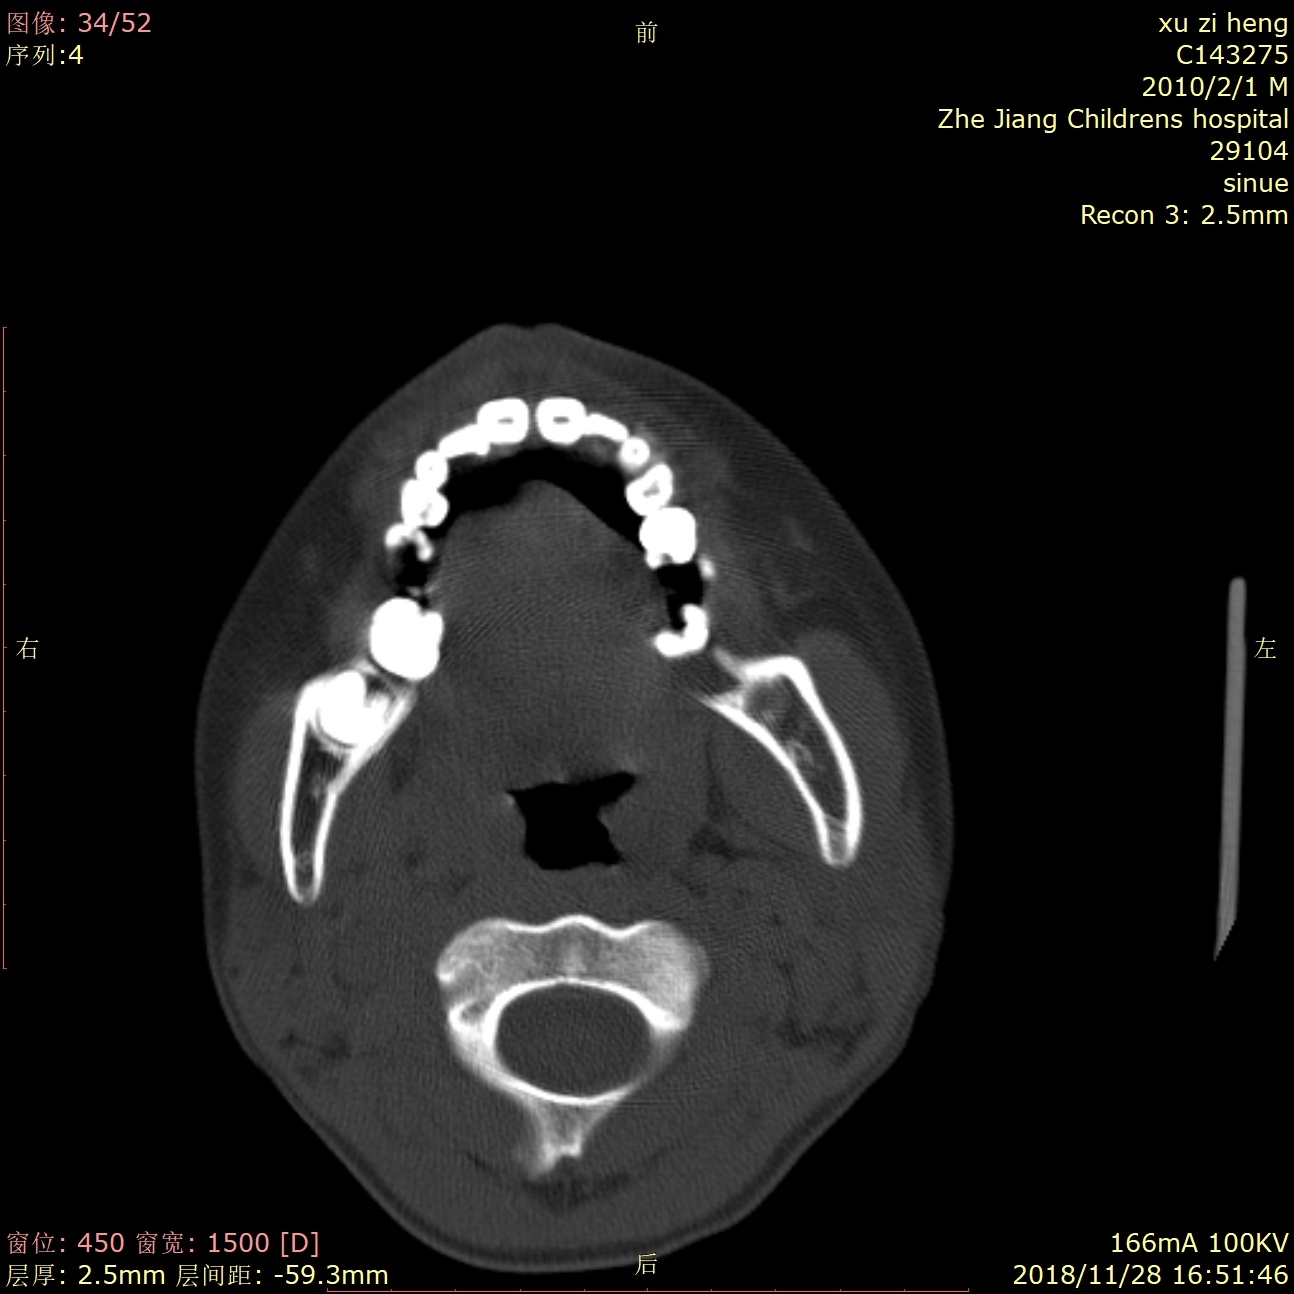 图像: 34/52
序列:4
前
xu zi heng
C143275
2010/2/1 M
Zhe Jiang Childrens hospital
29104
sinue
Recon 3: 2.5mm
右
左
窗位: 450 窗宽: 1500 [D]
层厚: 2.5mm 层间距: -59.3mm
后
166mA 100KV
2018/11/28 16:51:46